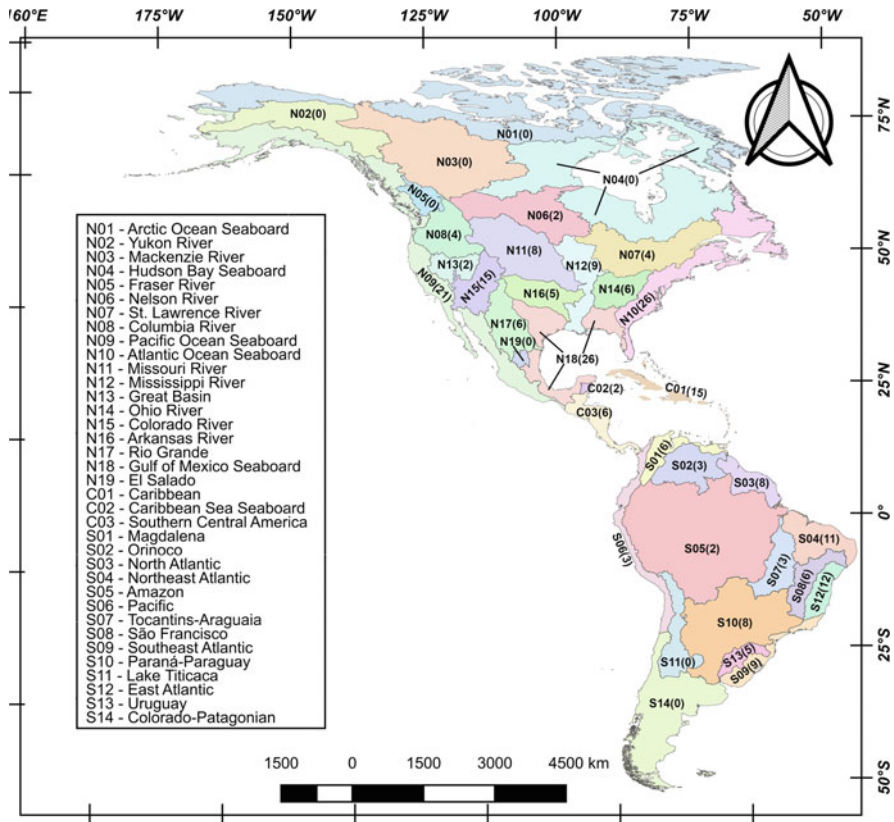 160°E 175°W 150°W 125°W 100°W 75°W 50°W
75°N
50°N
25°N
0°
25°S
50°S
N02(0)
N01(0)
N03(0)
N04(0)
N05(0)
N06(2)
N08(4)
N11(8)
N07(4)
N12(9)
N13(2)
N09(21)
N15(15)
N16(5)
N14(6)
N10(26)
N17(6)
N19(0)
N18(26)
C02(2)
C01(15)
C03(6)
S01(6)
S02(3)
S03(8)
S04(11)
S05(2)
S06(3)
S07(3)
S08(6)
S12(12)
S10(8)
S13(5)
S09(9)
S11(0)
S14(0)
N01 - Arctic Ocean Seaboard
N02 - Yukon River
N03 - Mackenzie River
N04 - Hudson Bay Seaboard
N05 - Fraser River
N06 - Nelson River
N07 - St. Lawrence River
N08 - Columbia River
N09 - Pacific Ocean Seaboard
N10 - Atlantic Ocean Seaboard
N11 - Missouri River
N12 - Mississippi River
N13 - Great Basin
N14 - Ohio River
N15 - Colorado River
N16 - Arkansas River
N17 - Rio Grande
N18 - Gulf of Mexico Seaboard
N19 - El Salado
C01 - Caribbean
C02 - Caribbean Sea Seaboard
C03 - Southern Central America
S01 - Magdalena
S02 - Orinoco
S03 - North Atlantic
S04 - Northeast Atlantic
S05 - Amazon
S06 - Pacific
S07 - Tocantins-Araguaia
S08 - São Francisco
S09 - Southeast Atlantic
S10 - Paraná-Paraguay
S11 - Lake Titicaca
S12 - East Atlantic
S13 - Uruguay
S14 - Colorado-Patagonian
1500 0 1500 3000 4500 km